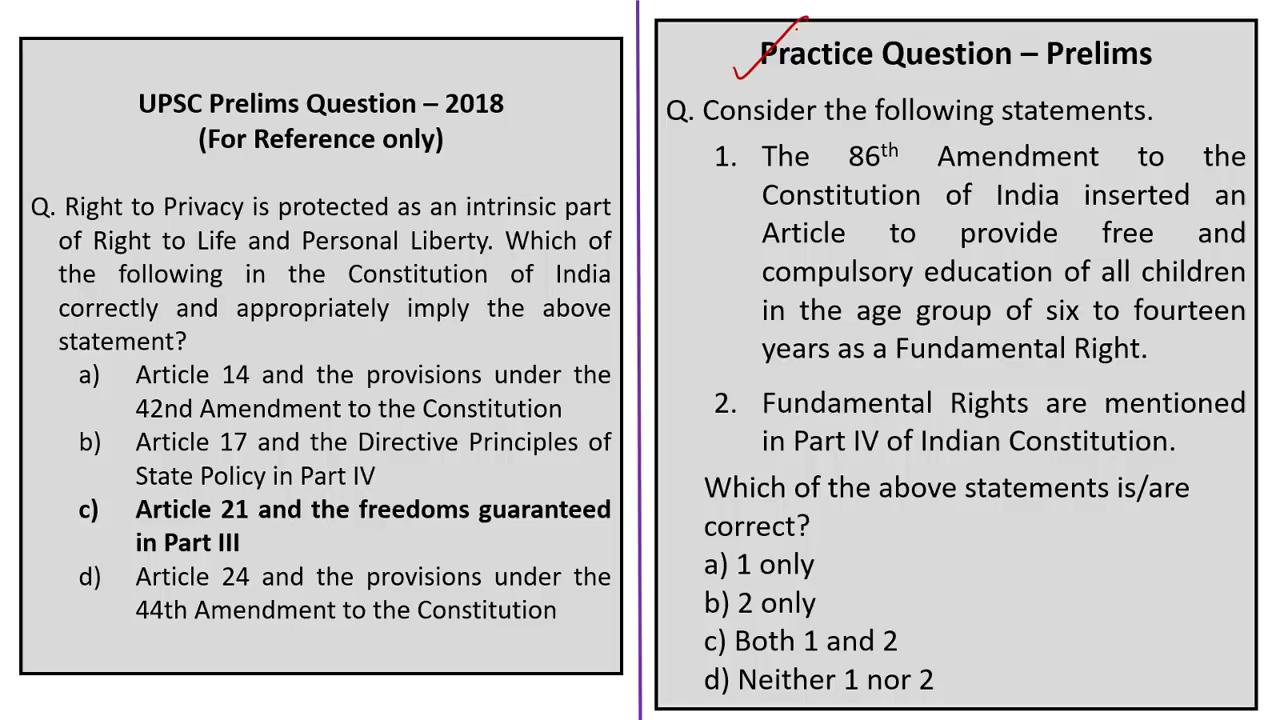 UPSC Prelims Question – 2018
(For Reference only)
Q. Right to Privacy is protected as an intrinsic part
of Right to Life and Personal Liberty. Which of
the following in the Constitution of India
correctly and appropriately imply the above
statement?
a) Article 14 and the provisions under the
42nd Amendment to the Constitution
b) Article 17 and the Directive Principles of
State Policy in Part IV
c) Article 21 and the freedoms guaranteed
in Part III
d) Article 24 and the provisions under the
44th Amendment to the Constitution
Practice Question – Prelims
Q. Consider the following statements.
1. The 86th Amendment to the
Constitution of India inserted an
Article to provide free and
compulsory education of all children
in the age group of six to fourteen
years as a Fundamental Right.
2. Fundamental Rights are mentioned
in Part IV of Indian Constitution.
Which of the above statements is/are
correct?
a) 1 only
b) 2 only
c) Both 1 and 2
d) Neither 1 nor 2